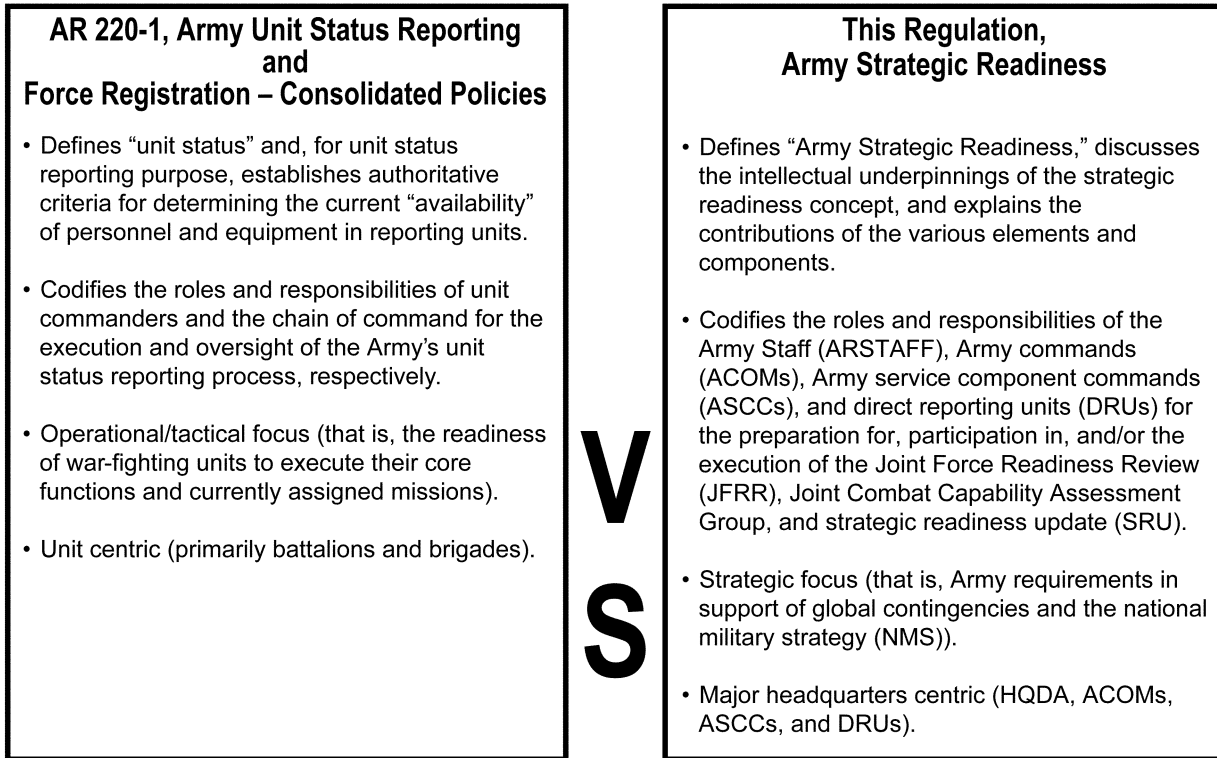 AR 220-1, Army Unit Status Reporting
and
Force Registration – Consolidated Policies
• Defines “unit status” and, for unit status
reporting purpose, establishes authoritative
criteria for determining the current “availability”
of personnel and equipment in reporting units.
• Codifies the roles and responsibilities of unit
commanders and the chain of command for the
execution and oversight of the Army’s unit
status reporting process, respectively.
• Operational/tactical focus (that is, the readiness
of war-fighting units to execute their core
functions and currently assigned missions).
• Unit centric (primarily battalions and brigades).
V
S
This Regulation,
Army Strategic Readiness
• Defines “Army Strategic Readiness,” discusses
the intellectual underpinnings of the strategic
readiness concept, and explains the
contributions of the various elements and
components.
• Codifies the roles and responsibilities of the
Army Staff (ARSTAFF), Army commands
(ACOMs), Army service component commands
(ASCCs), and direct reporting units (DRUs) for
the preparation for, participation in, and/or the
execution of the Joint Force Readiness Review
(JFRR), Joint Combat Capability Assessment
Group, and strategic readiness update (SRU).
• Strategic focus (that is, Army requirements in
support of global contingencies and the national
military strategy (NMS)).
• Major headquarters centric (HQDA, ACOMs,
ASCCs, and DRUs).